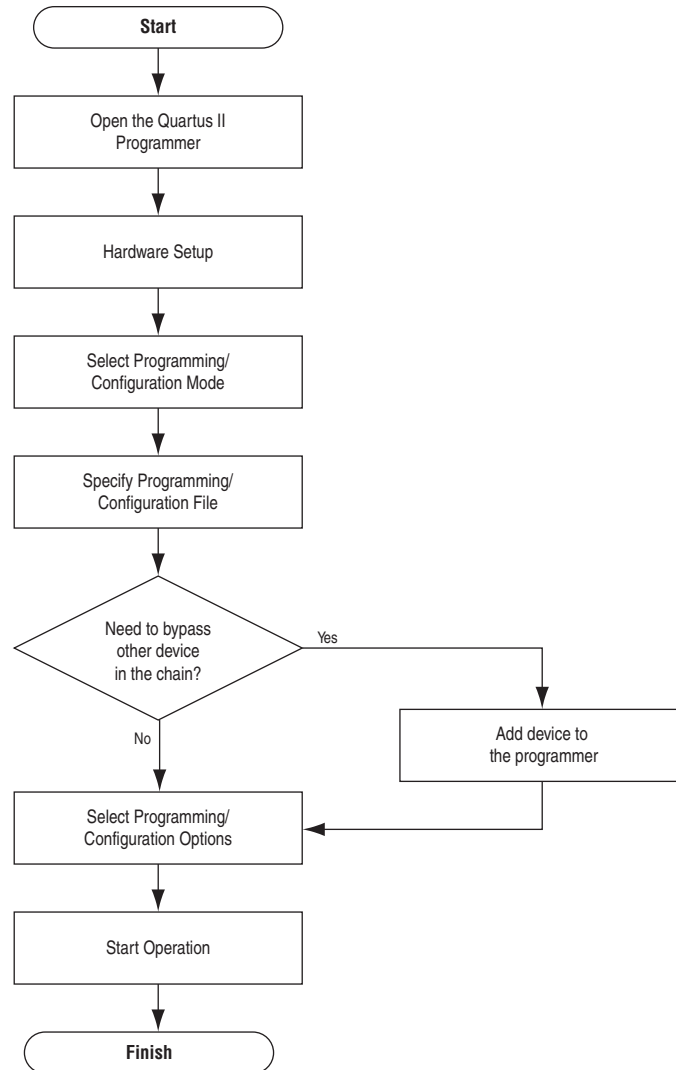 Start
Open the Quartus II
Programmer
Hardware Setup
Select Programming/
Configuration Mode
Specify Programming/
Configuration File
Need to bypass
other device
in the chain?
Yes
No
Add device to
the programmer
Select Programming/
Configuration Options
Start Operation
Finish